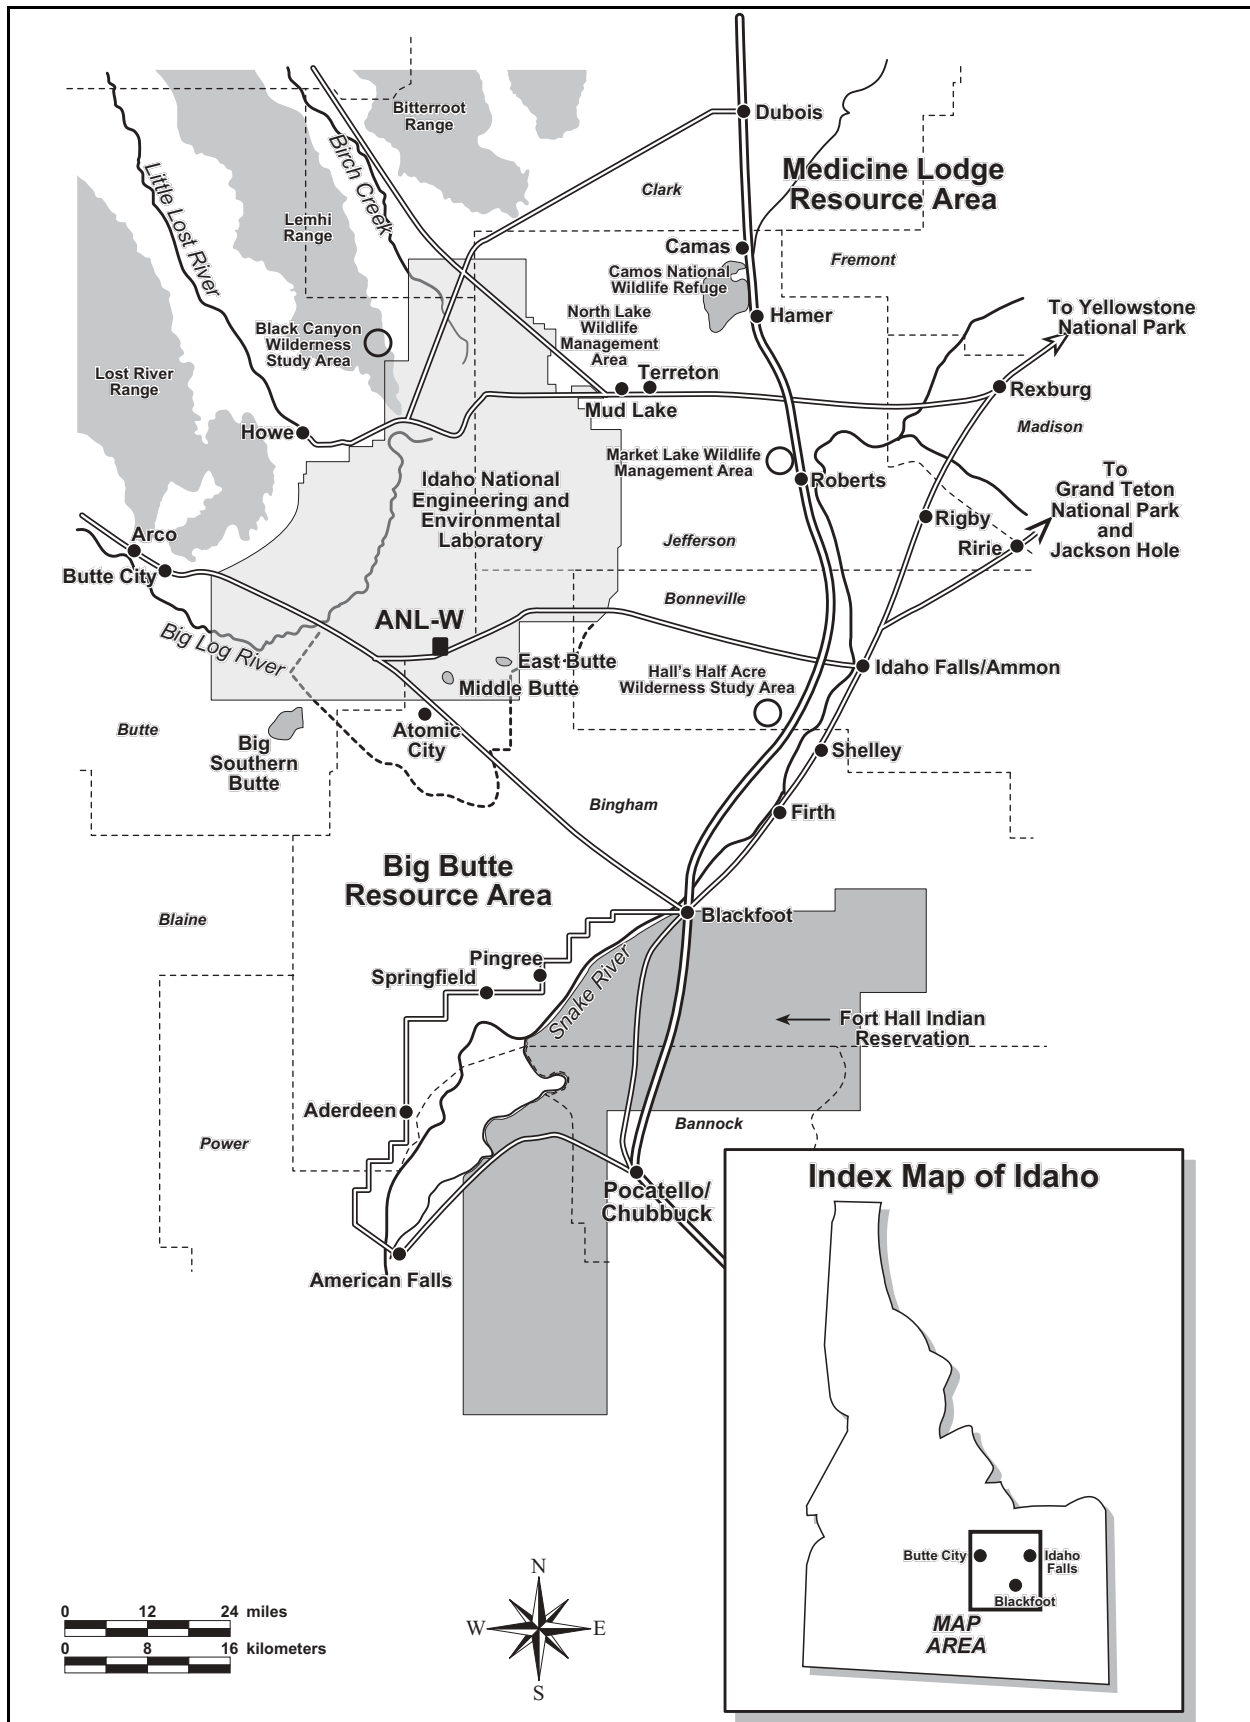 Bitterroot
Range
Dubois
Birch Creek
Little Lost River
Medicine Lodge
Resource Area
Clark
Lemhi
Range
Camas
Fremont
Camos National
Wildlife Refuge
To Yellowstone
National Park
North Lake
Wildlife
Management
Area
Hamer
Black Canyon
Wilderness
Study Area
Lost River
Range
Terreton
Rexburg
Mud Lake
Madison
Howe
Market Lake Wildlife
Management Area
Roberts
To
Grand Teton
National Park
and
Jackson Hole
Idaho National
Engineering and
Environmental
Laboratory
Rigby
Arco
Jefferson
Ririe
Butte City
Bonneville
ANL-W
Big Log River
East Butte
Idaho Falls/Ammon
Hall's Half Acre
Wilderness Study Area
Middle Butte
Butte
Atomic
City
Big
Southern
Butte
Shelley
Bingham
Firth
Big Butte
Resource Area
Blaine
Blackfoot
Pingree
Springfield
Snake River
Fort Hall Indian
Reservation
Aderdeen
Bannock
Power
Pocatello/
Chubbuck
American Falls
Index Map of Idaho
Butte City
Idaho
Falls
Blackfoot
MAP
AREA
0 12 24 miles
0 8 16 kilometers
N
W E
S